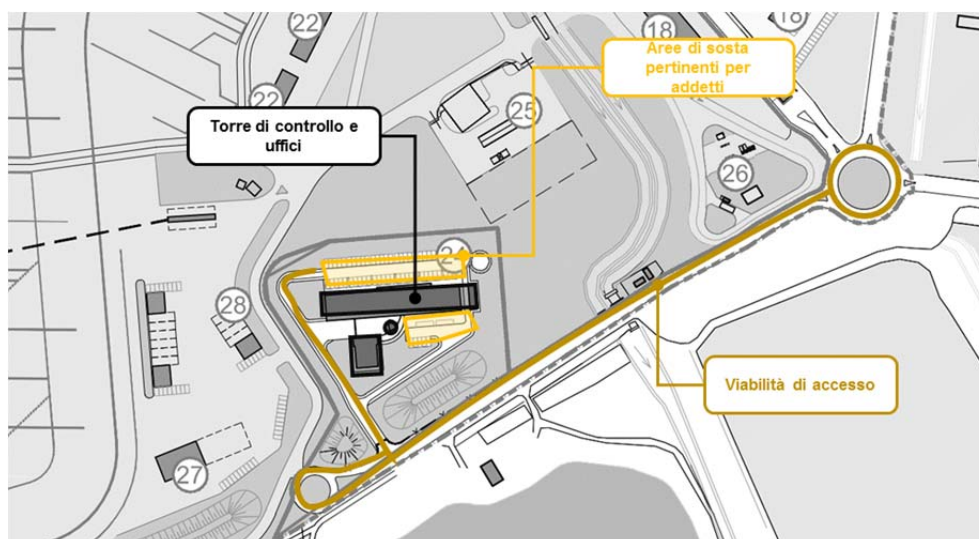 22
18
18
Aree di sosta
pertinenti per
addetti
22
25
Torre di controllo e
uffici
26
24
28
Viabilità di accesso
27